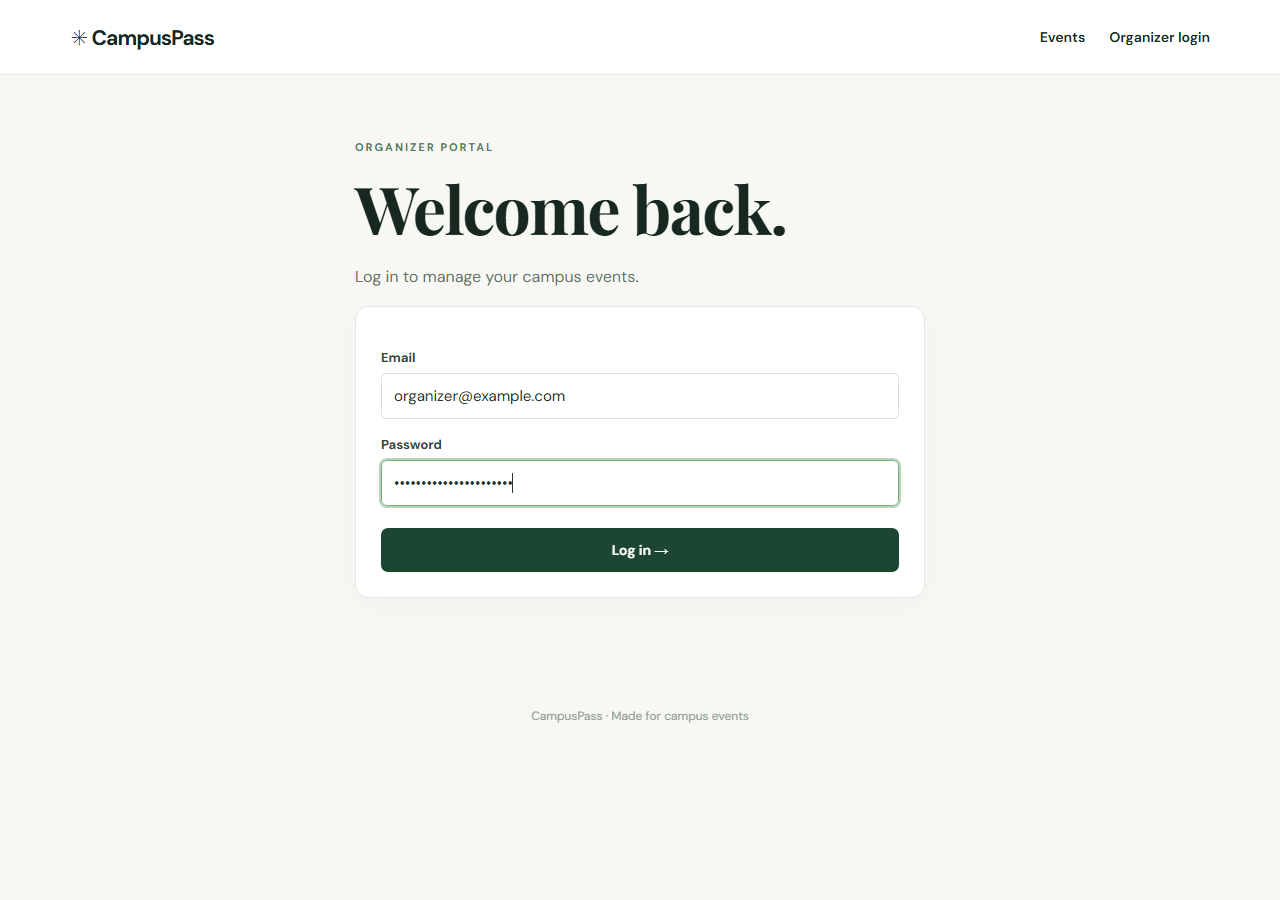 ✳ CampusPass
Events
Organizer login
ORGANIZER PORTAL
Welcome back.
Log in to manage your campus events.
Email
organizer@example.com
Password
••••••••••••••••••••••
Log in →
CampusPass · Made for campus events